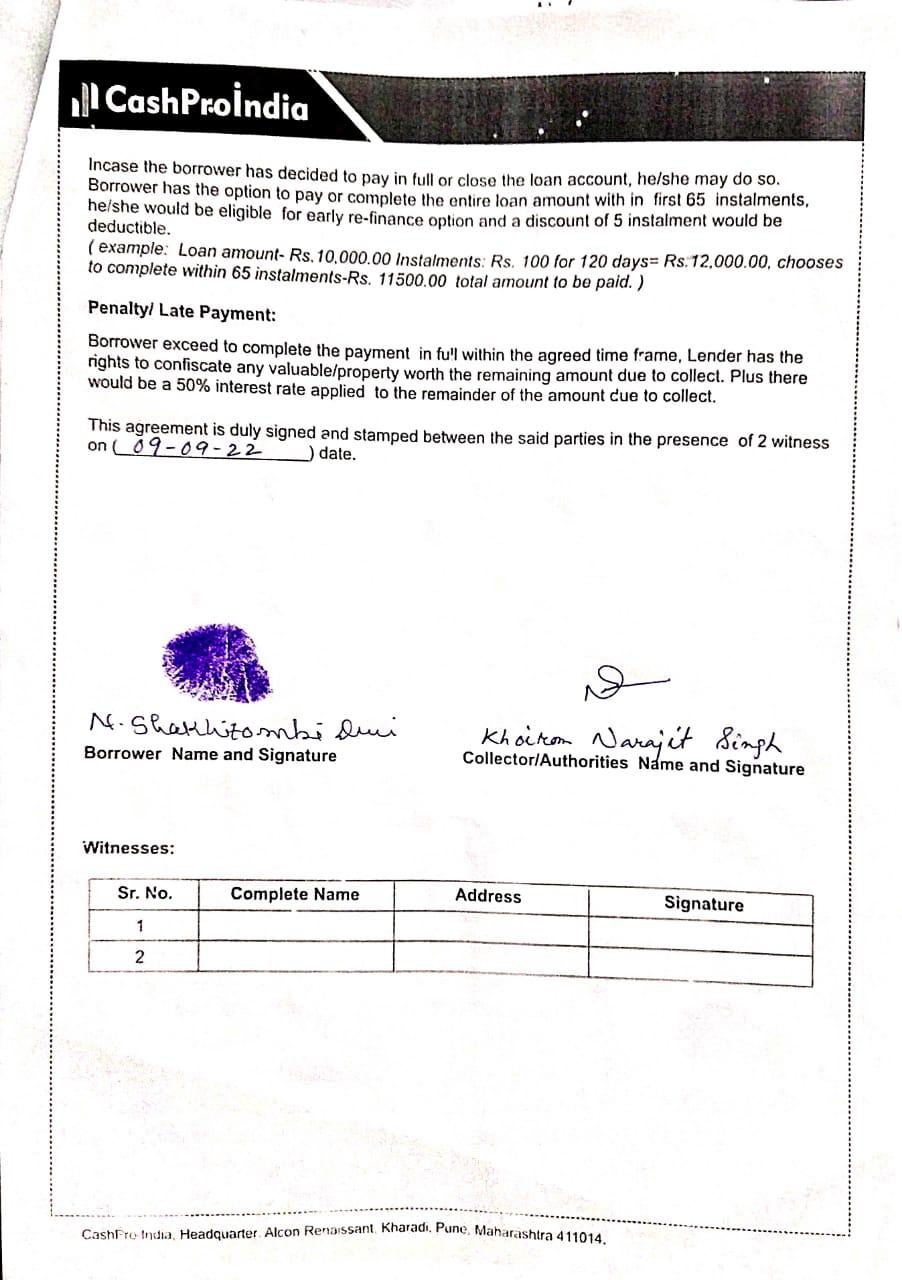 CashProIndia
Incase the borrower has decided to pay in full or close the loan account, he/she may do so.
Borrower has the option to pay or complete the entire loan amount with in first 65 instalments,
he/she would be eligible for early re-finance option and a discount of 5 instalment would be
deductible.
( example: Loan amount- Rs. 10,000.00 Instalments: Rs. 100 for 120 days= Rs. 12,000.00, chooses
to complete within 65 instalments-Rs. 11500.00 total amount to be paid. )
Penalty/ Late Payment:
Borrower exceed to complete the payment in full within the agreed time frame, Lender has the
rights to confiscate any valuable/property worth the remaining amount due to collect. Plus there
would be a 50% interest rate applied to the remainder of the amount due to collect.
This agreement is duly signed and stamped between the said parties in the presence of 2 witness
on ( 09-09-22 ) date.
N. Shakhitombi Devi
Khoirom Narajit Singh
Borrower Name and Signature
Collector/Authorities Name and Signature
Witnesses:
Sr. No. Complete Name Address Signature
1
2
CashPro India, Headquarter. Alcon Renaissant, Kharadi, Pune, Maharashtra 411014.